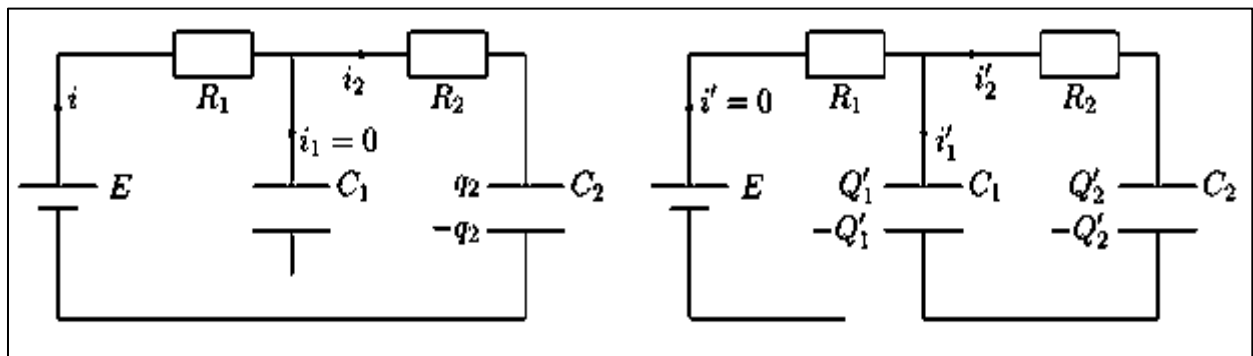 i
R₁
i₂
R₂
i₁ = 0
E
C₁
q₂
-q₂
C₂
i' = 0
R₁
i'₂
R₂
i'₁
E
Q'₁
-Q'₁
C₁
Q'₂
-Q'₂
C₂